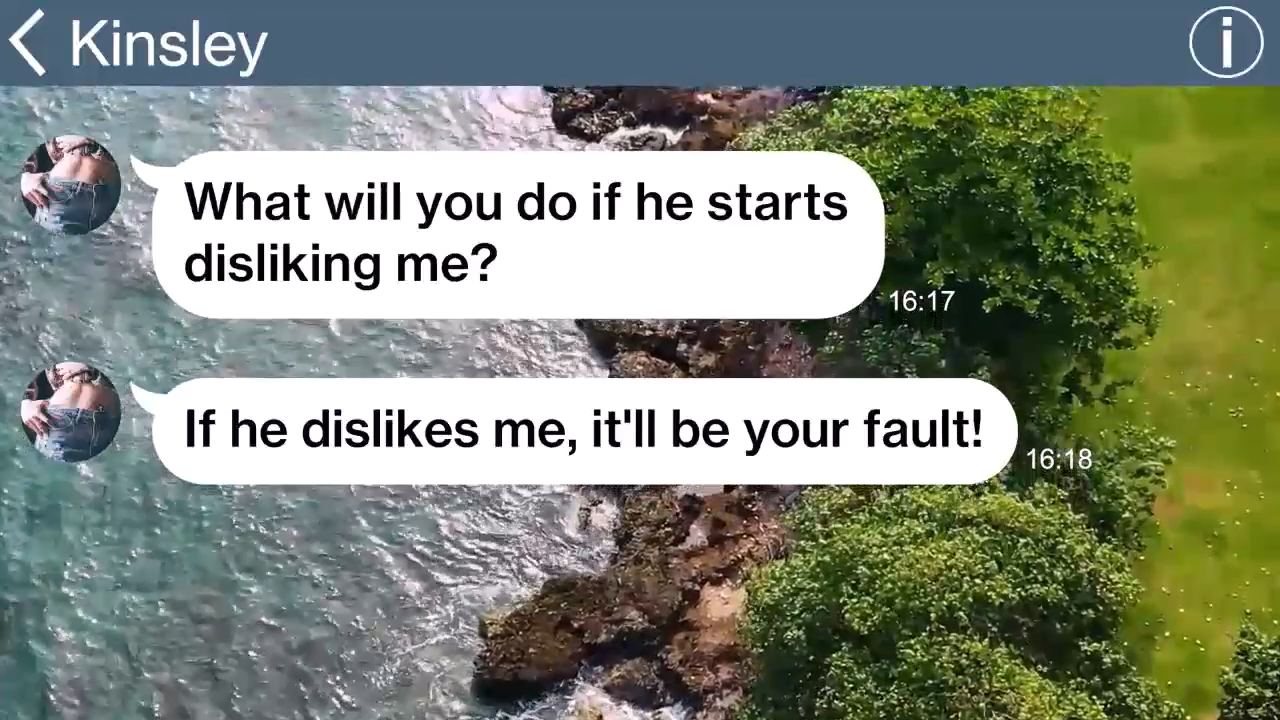 Kinsley
What will you do if he starts
disliking me?
16:17
If he dislikes me, it'll be your fault!
16:18